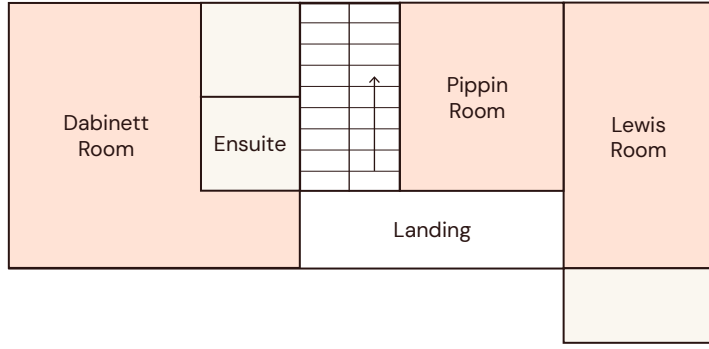 Dabinett
Room
Ensuite
Pippin
Room
Lewis
Room
Landing